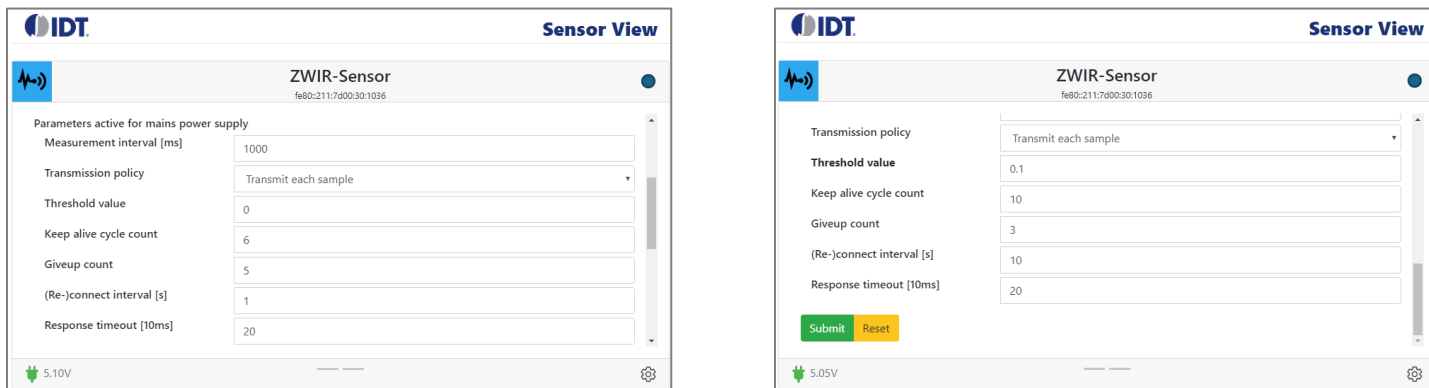 IDT.
Sensor View
ZWIR-Sensor
fe80::211:7d00:30:1036
Parameters active for mains power supply
Measurement interval [ms] 1000
Transmission policy Transmit each sample
Threshold value 0
Keep alive cycle count 6
Giveup count 5
(Re-)connect interval [s] 1
Response timeout [10ms] 20
5.10V
IDT.
Sensor View
ZWIR-Sensor
fe80::211:7d00:30:1036
Transmission policy Transmit each sample
Threshold value 0.1
Keep alive cycle count 10
Giveup count 3
(Re-)connect interval [s] 10
Response timeout [10ms] 20
Submit Reset
5.05V